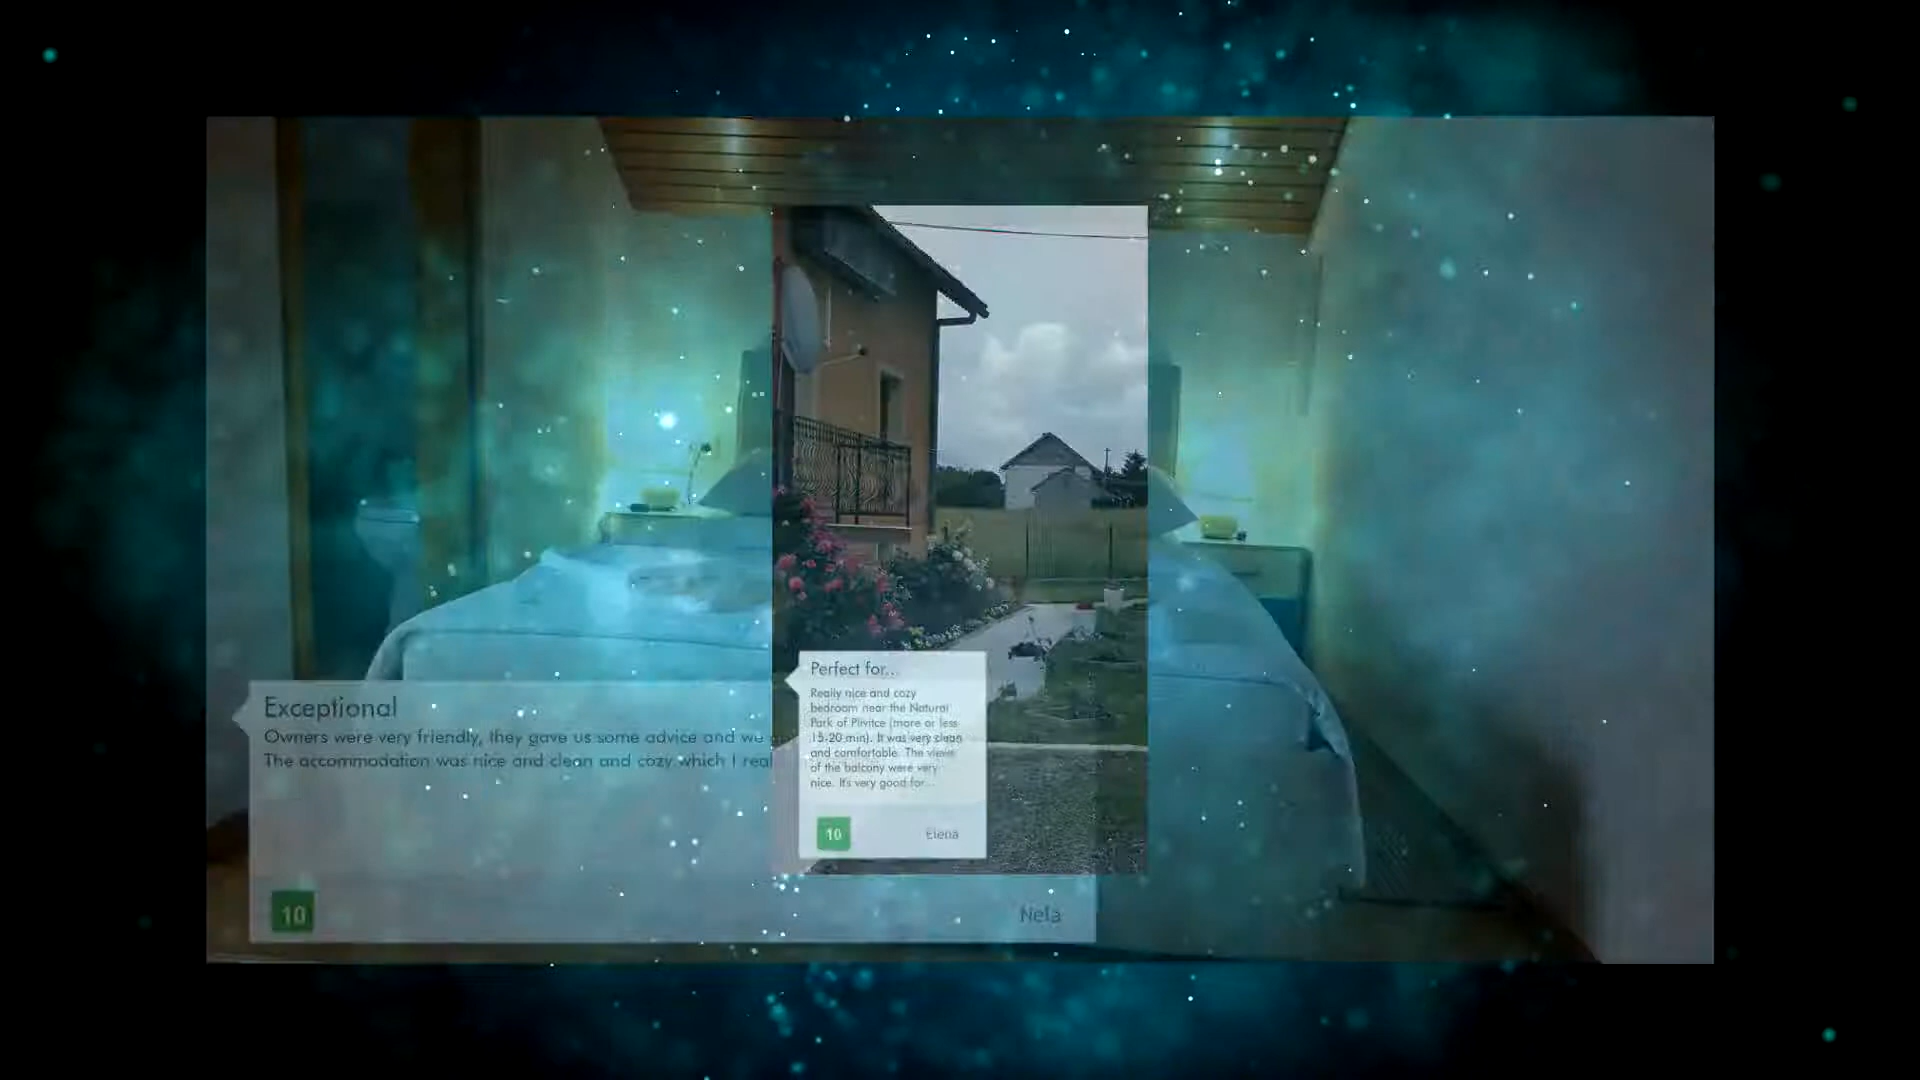 Exceptional
Owners were very friendly, they gave us some advice and we
The accommodation was nice and clean and cozy which I real
10
Nela
Perfect for...
Really nice and cozy
bedroom near the Natural
Park of Plivitce (more or less
15-20 min). It was very clean
and comfortable. The views
of the balcony were very
nice. It's very good for...
10
Elena